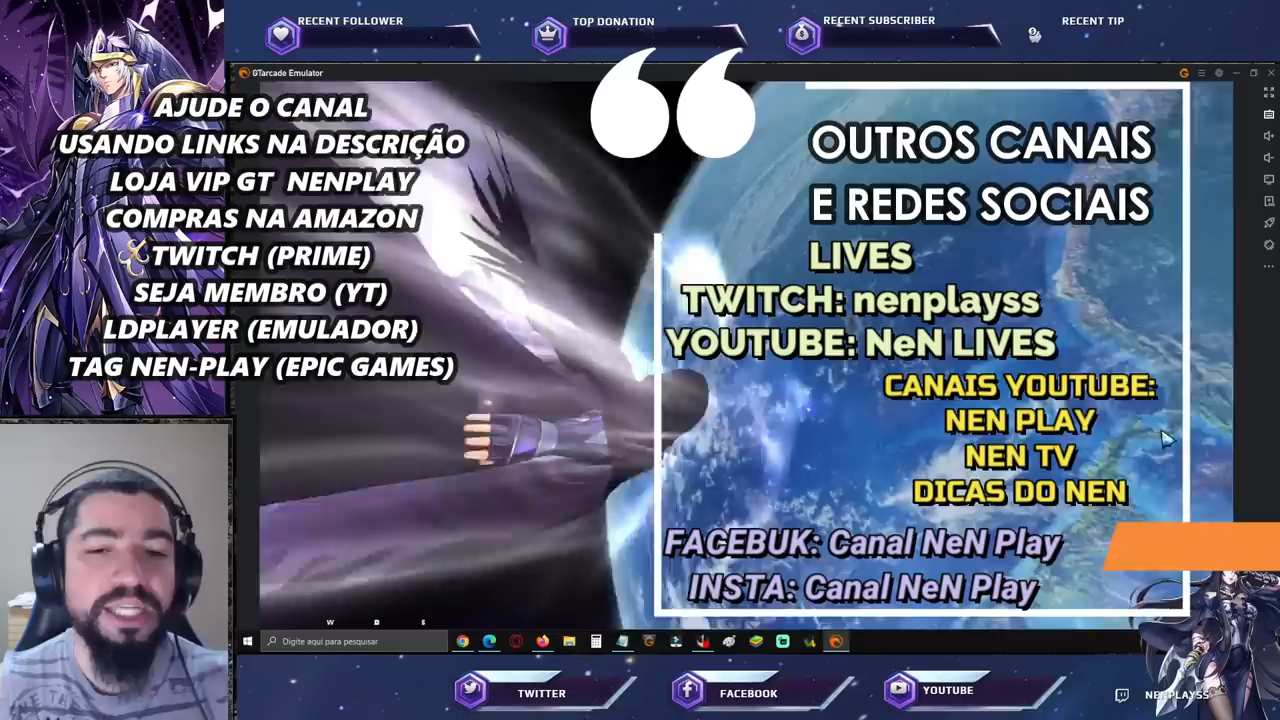 RECENT FOLLOWER
TOP DONATION
RECENT SUBSCRIBER
RECENT TIP
GTarcade Emulator
AJUDE O CANAL
USANDO LINKS NA DESCRIÇÃO
LOJA VIP GT NENPLAY
COMPRAS NA AMAZON
TWITCH (PRIME)
SEJA MEMBRO (YT)
LDPLAYER (EMULADOR)
TAG NEN-PLAY (EPIC GAMES)
OUTROS CANAIS
E REDES SOCIAIS
LIVES
TWITCH: nenplayss
YOUTUBE: NeN LIVES
CANAIS YOUTUBE:
NEN PLAY
NEN TV
DICAS DO NEN
FACEBUK: Canal NeN Play
INSTA: Canal NeN Play
W D S
Digite aqui para pesquisar
TWITTER
FACEBOOK
YOUTUBE
NENPLAYSS